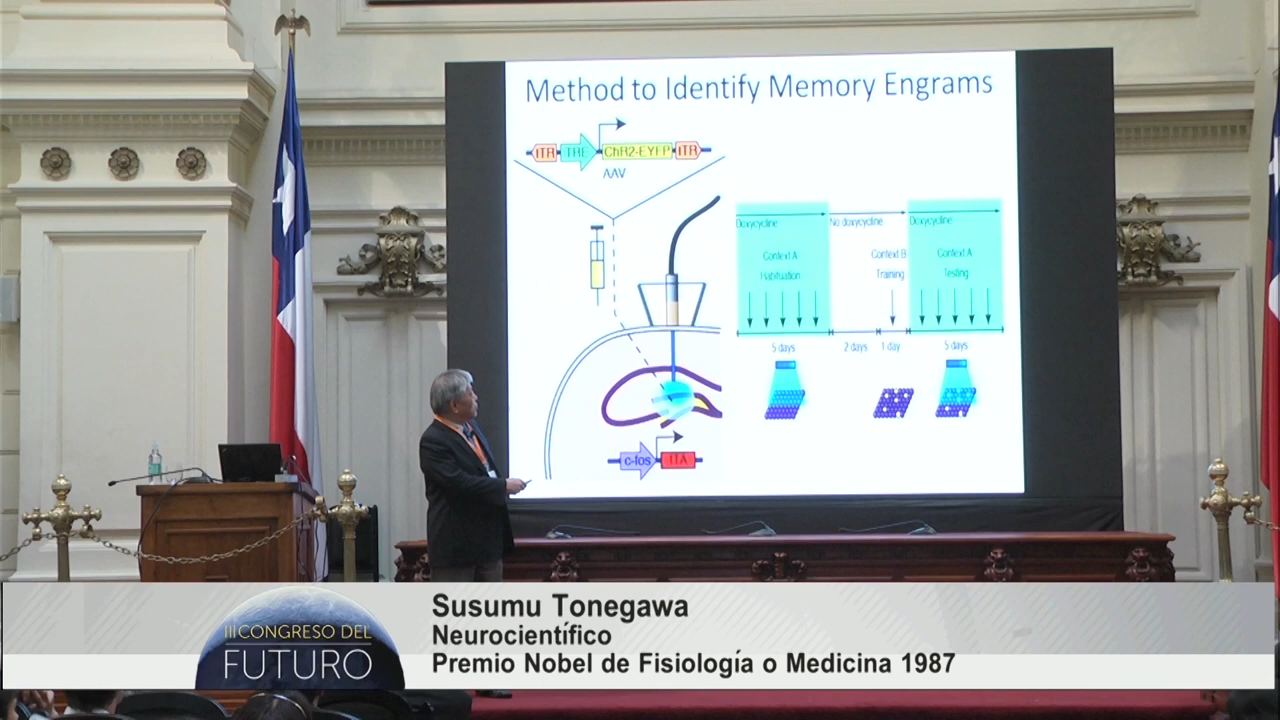 Method to Identify Memory Engrams
ITR TRE ChR2-EYFP ITR
AAV
Doxycycline No doxycycline Doxycycline
Context A Context B Context A
Habituation Training Testing
5 days 2 days 1 day 5 days
c-fos tTA
Susumu Tonegawa
Neurocientífico
Premio Nobel de Fisiología o Medicina 1987
III CONGRESO DEL
FUTURO